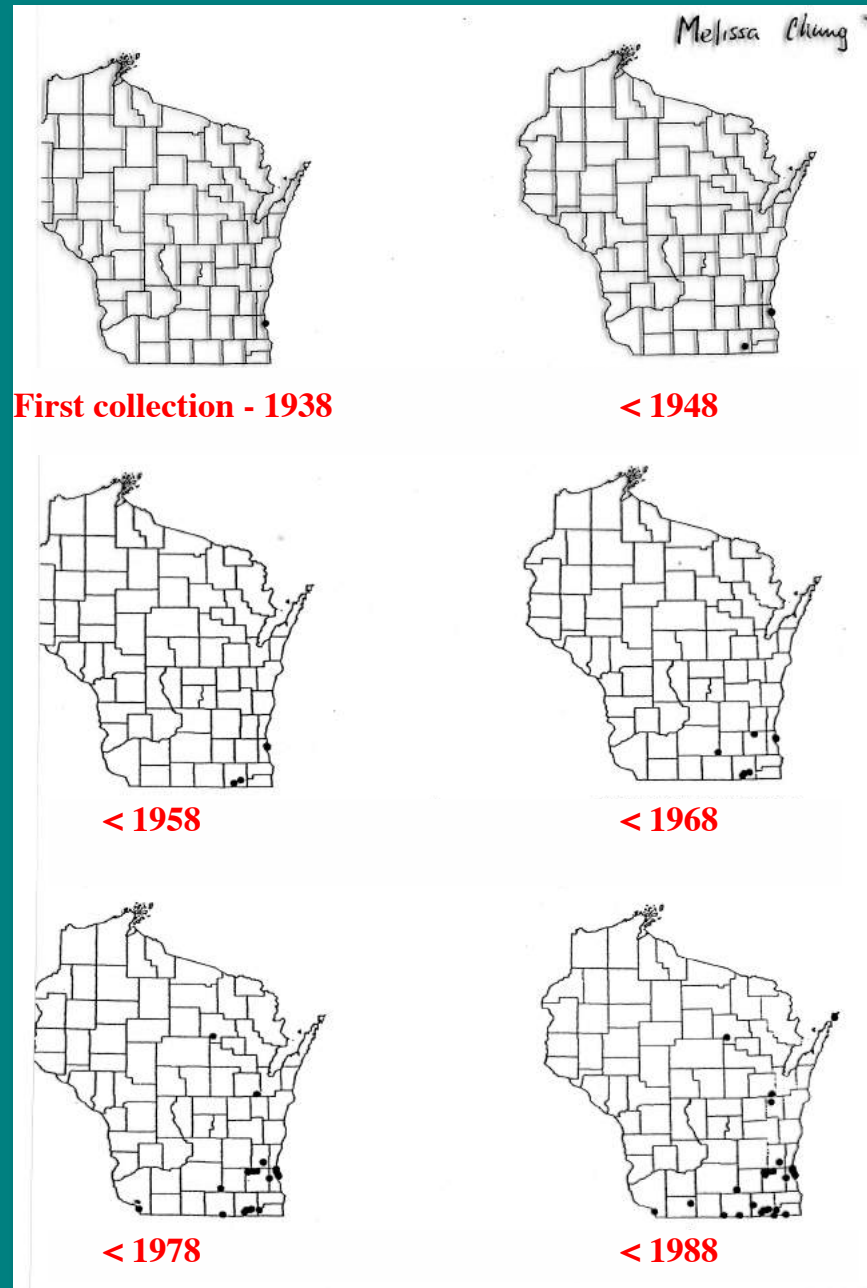 Melissa Chung
First collection - 1938
< 1948
< 1958
< 1968
< 1978
< 1988